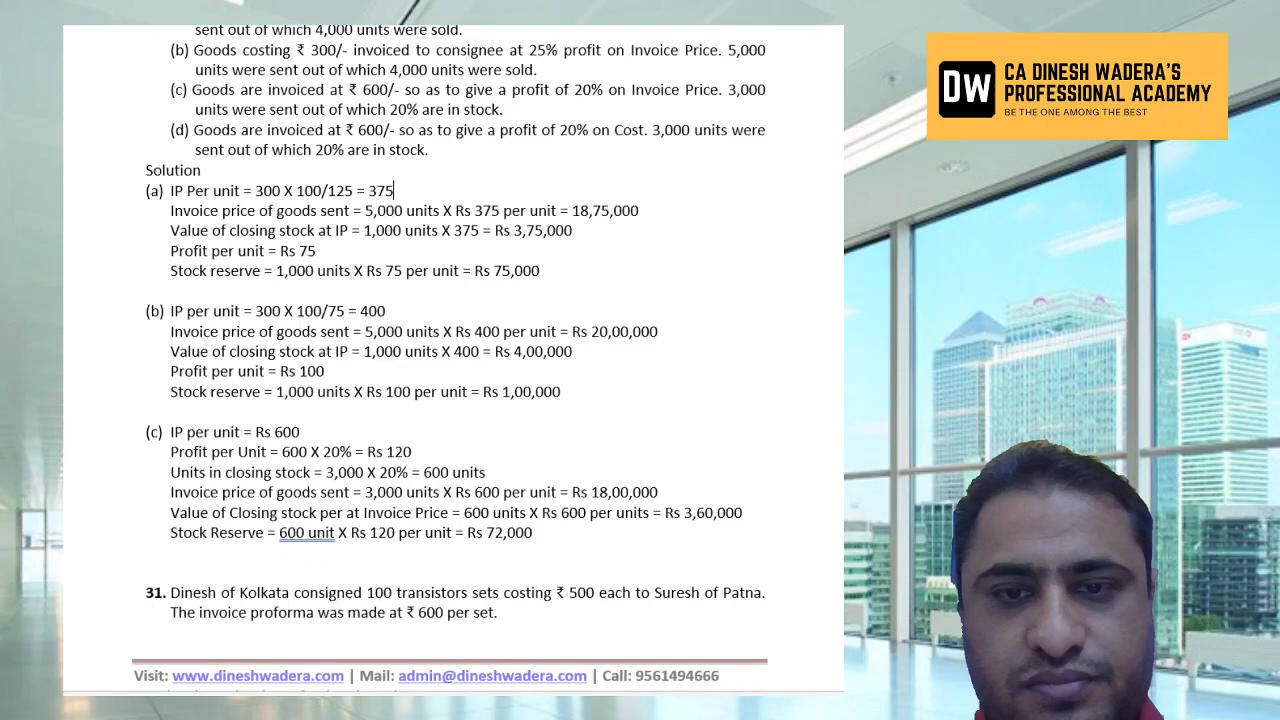 sent out of which 4,000 units were sold.
(b) Goods costing ₹ 300/- invoiced to consignee at 25% profit on Invoice Price. 5,000
units were sent out of which 4,000 units were sold.
(c) Goods are invoiced at ₹ 600/- so as to give a profit of 20% on Invoice Price. 3,000
units were sent out of which 20% are in stock.
(d) Goods are invoiced at ₹ 600/- so as to give a profit of 20% on Cost. 3,000 units were
sent out of which 20% are in stock.
Solution
(a) IP Per unit = 300 X 100/125 = 375
Invoice price of goods sent = 5,000 units X Rs 375 per unit = 18,75,000
Value of closing stock at IP = 1,000 units X 375 = Rs 3,75,000
Profit per unit = Rs 75
Stock reserve = 1,000 units X Rs 75 per unit = Rs 75,000
(b) IP per unit = 300 X 100/75 = 400
Invoice price of goods sent = 5,000 units X Rs 400 per unit = Rs 20,00,000
Value of closing stock at IP = 1,000 units X 400 = Rs 4,00,000
Profit per unit = Rs 100
Stock reserve = 1,000 units X Rs 100 per unit = Rs 1,00,000
(c) IP per unit = Rs 600
Profit per Unit = 600 X 20% = Rs 120
Units in closing stock = 3,000 X 20% = 600 units
Invoice price of goods sent = 3,000 units X Rs 600 per unit = Rs 18,00,000
Value of Closing stock per at Invoice Price = 600 units X Rs 600 per units = Rs 3,60,000
Stock Reserve = 600 unit X Rs 120 per unit = Rs 72,000
31. Dinesh of Kolkata consigned 100 transistors sets costing ₹ 500 each to Suresh of Patna.
The invoice proforma was made at ₹ 600 per set.
Visit: www.dineshwadera.com | Mail: admin@dineshwadera.com | Call: 9561494666
DW
CA DINESH WADERA'S
PROFESSIONAL ACADEMY
BE THE ONE AMONG THE BEST